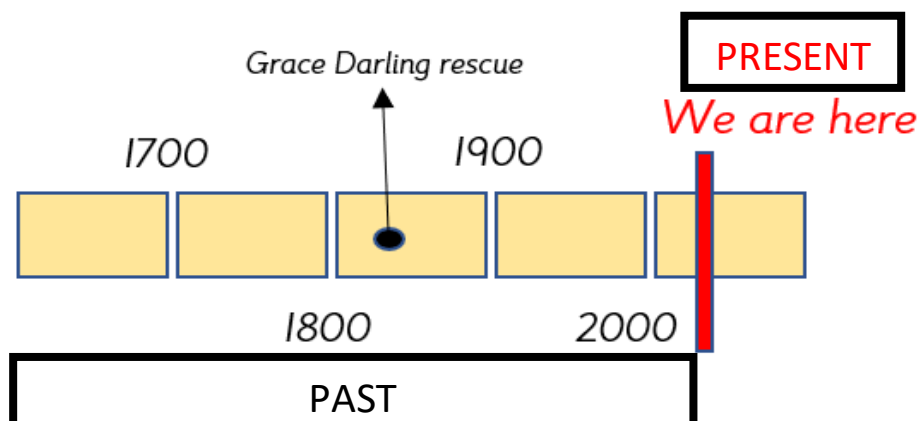 Grace Darling rescue
PRESENT
We are here
1700
1900
1800
2000
PAST